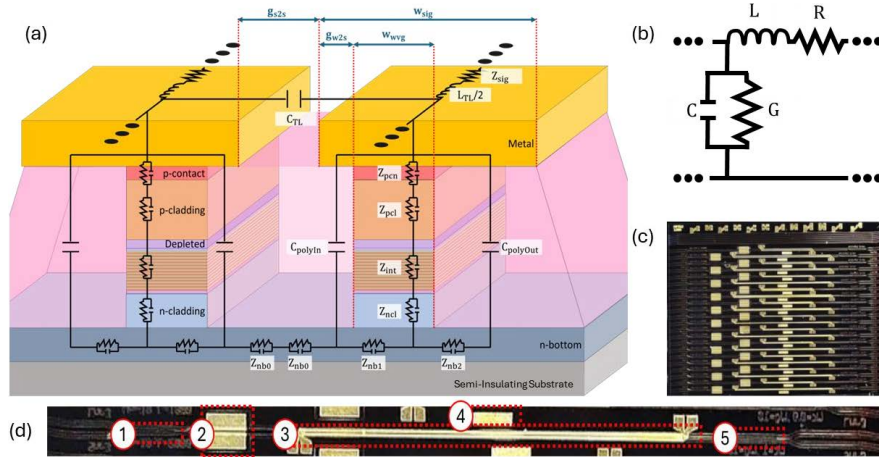 (a)
g_s2s
w_sig
g_w2s
w_wvg
Z_sig
L_TL/2
C_TL
Metal
p-contact
Z_pcn
p-cladding
Z_pcl
Depleted
C_polyIn
C_polyOut
Z_int
n-cladding
Z_ncl
n-bottom
Z_nb0
Z_nb0
Z_nb1
Z_nb2
Semi-Insulating Substrate
(b)
L
R
C
G
(c)
(d)
1
2
3
4
5